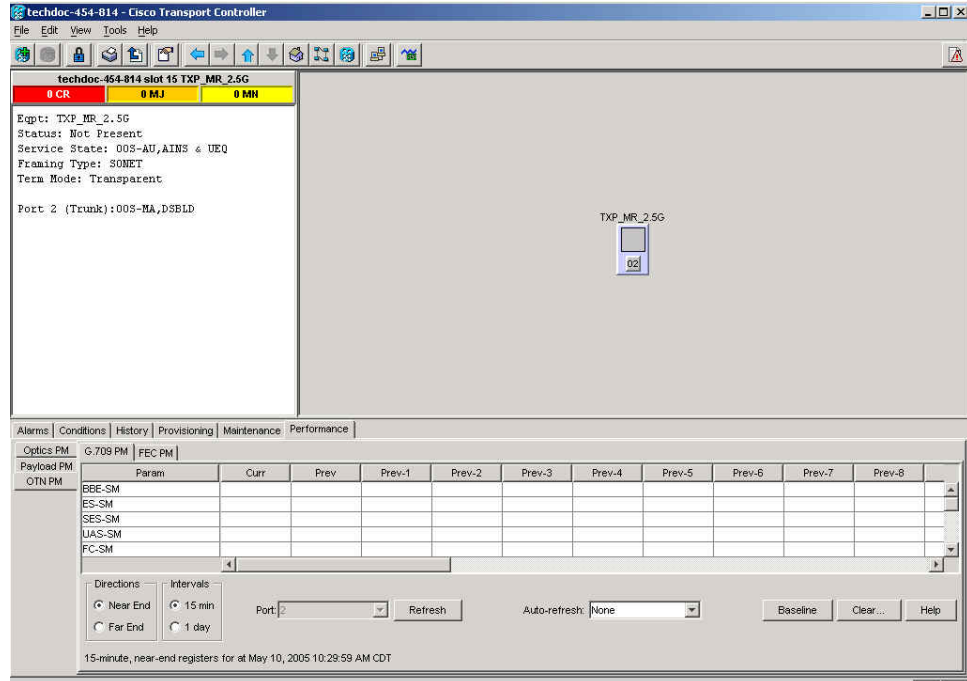 techdoc-454-814 - Cisco Transport Controller
File Edit View Tools Help
techdoc-454-814 slot 15 TXP_MR_2.5G
0 CR 0 MJ 0 MN
Eqpt: TXP_MR_2.5G
Status: Not Present
Service State: OOS-AU,AINS & UEQ
Framing Type: SONET
Term Mode: Transparent
Port 2 (Trunk):OOS-MA,DSBLD
TXP_MR_2.5G
02
Alarms Conditions History Provisioning Maintenance Performance
Optics PM
Payload PM
OTN PM
G.709 PM FEC PM
Param Curr Prev Prev-1 Prev-2 Prev-3 Prev-4 Prev-5 Prev-6 Prev-7 Prev-8
BBE-SM
ES-SM
SES-SM
UAS-SM
FC-SM
Directions Intervals
Near End 15 min
Far End 1 day
Port: 2 Refresh Auto-refresh: None Baseline Clear... Help
15-minute, near-end registers for at May 10, 2005 10:29:59 AM CDT